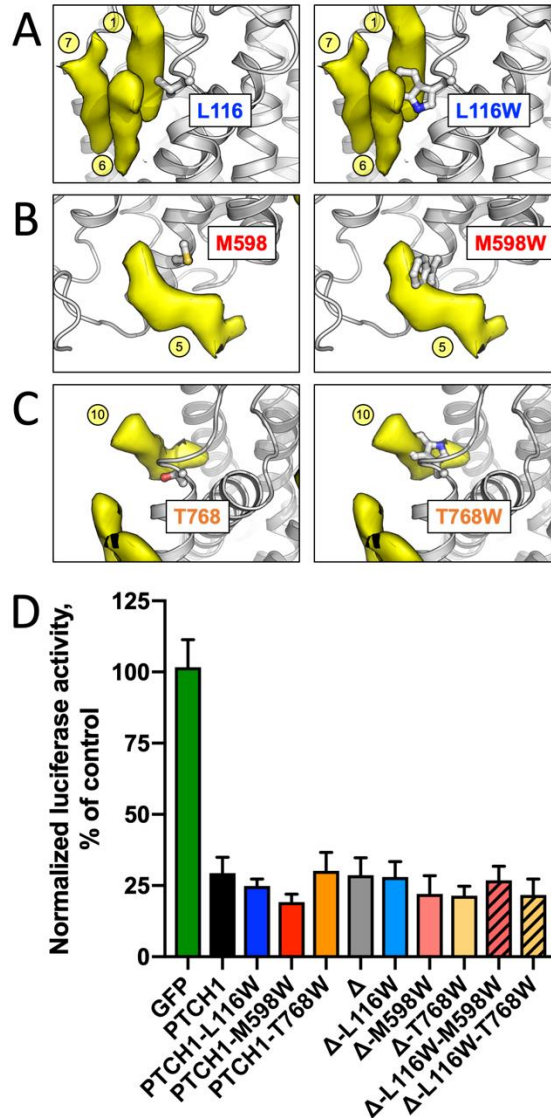 A
7
1
6
L116
L116W
B
M598
5
M598W
5
C
10
T768
10
T768W
D
Normalized luciferase activity,
% of control
125
100
75
50
25
0
GFP
PTCH1
PTCH1-L116W
PTCH1-M598W
PTCH1-T768W
Δ
Δ-L116W
Δ-M598W
Δ-T768W
Δ-L116W-M598W
Δ-L116W-T768W
7
1
6